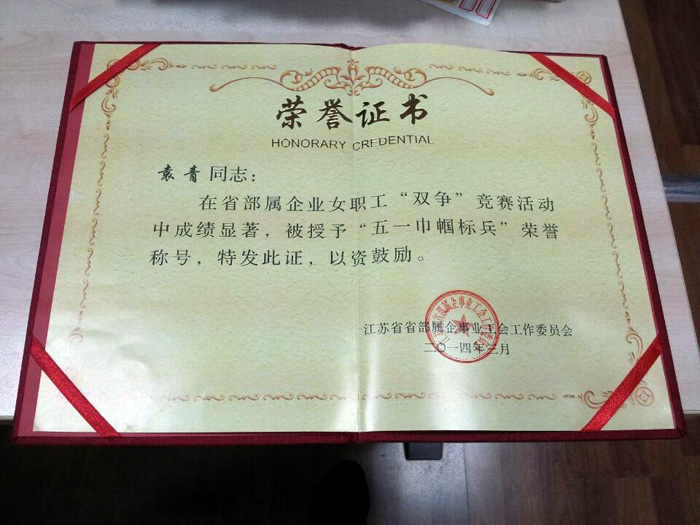 荣誉证书
HONORARY CREDENTIAL
袁青同志：
在省部属企业女职工“双争”竞赛活动
中成绩显著，被授予“五一巾帼标兵”荣誉
称号，特发此证，以资鼓励。
江苏省省部属企事业工会工作委员会
二〇一四年三月